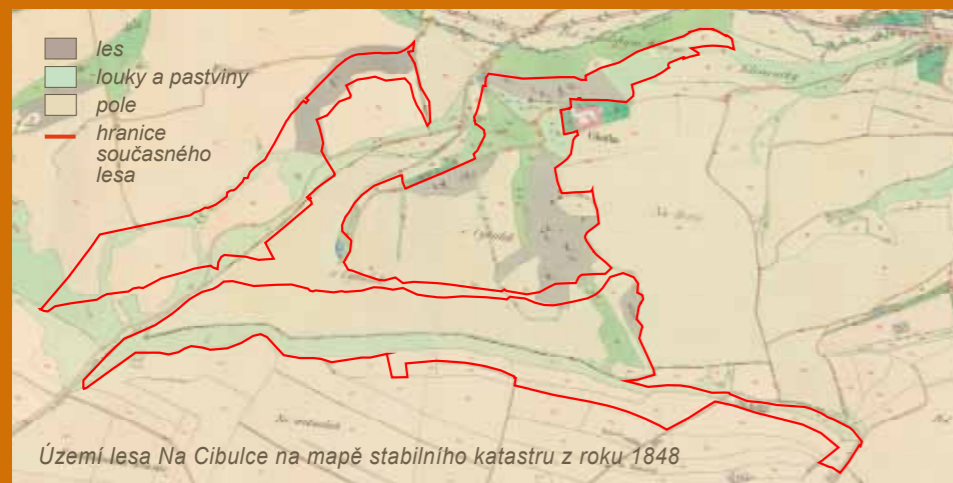 les
louky a pastviny
pole
hranice
současného
lesa
Území lesa Na Cibulce na mapě stabilního katastru z roku 1848